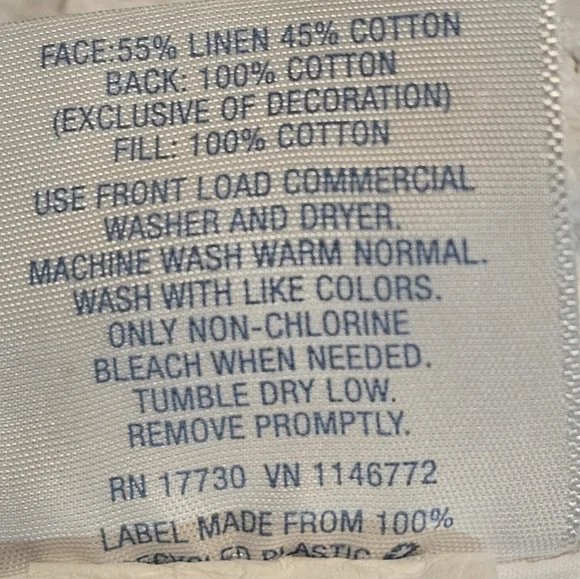 FACE:55% LINEN 45% COTTON
BACK: 100% COTTON
(EXCLUSIVE OF DECORATION)
FILL: 100% COTTON
USE FRONT LOAD COMMERCIAL
WASHER AND DRYER.
MACHINE WASH WARM NORMAL.
WASH WITH LIKE COLORS.
ONLY NON-CHLORINE
BLEACH WHEN NEEDED.
TUMBLE DRY LOW.
REMOVE PROMPTLY.
RN 17730 VN 1146772
LABEL MADE FROM 100%
RECYCLED PLASTIC